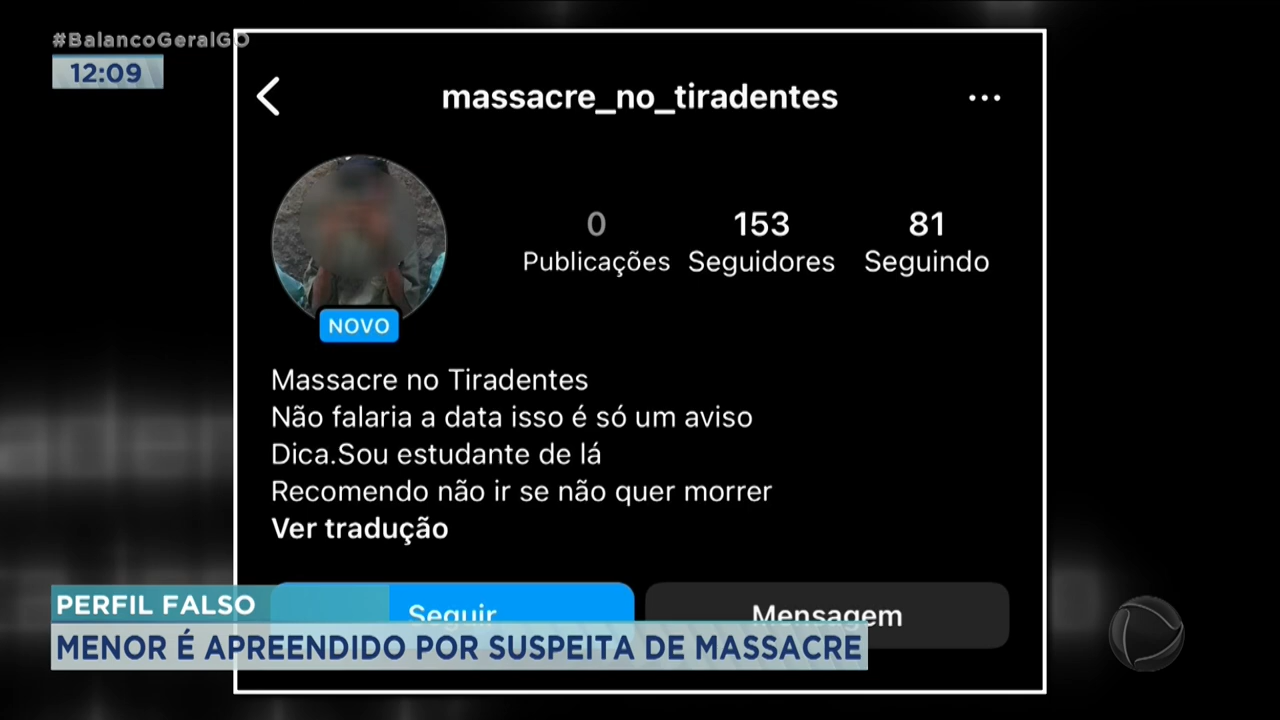 #BalancoGeralGO
12:09
massacre_no_tiradentes
0
153
81
Publicações
Seguidores
Seguindo
NOVO
Massacre no Tiradentes
Não falaria a data isso é só um aviso
Dica.Sou estudante de lá
Recomendo não ir se não quer morrer
Ver tradução
Seguir
Mensagem
PERFIL FALSO
MENOR É APREENDIDO POR SUSPEITA DE MASSACRE